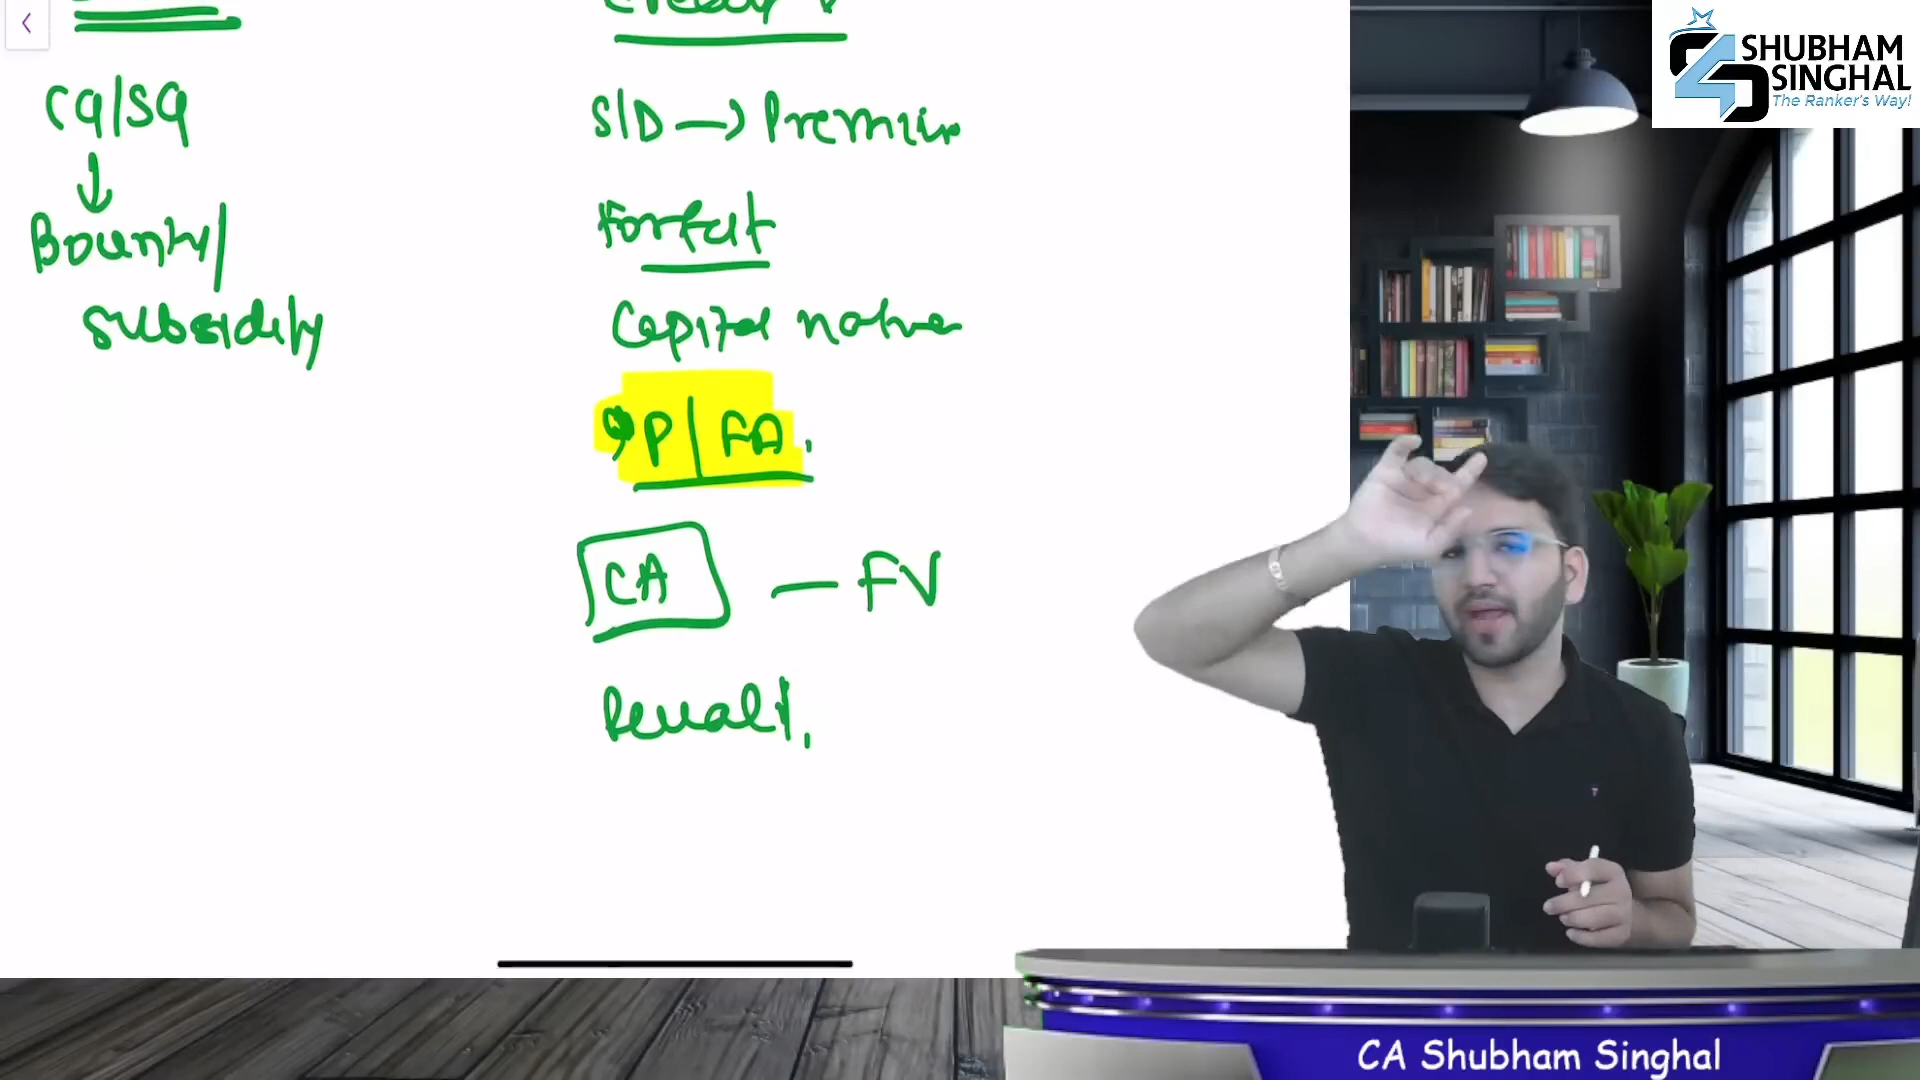 CG/SG
↓
Bounty/
subsidy
S/D → Premium
Forfeit
Capital nature
P | FA.
CA — FV
Revalⁿ.
SHUBHAM
SINGHAL
The Ranker's Way!
CA Shubham Singhal